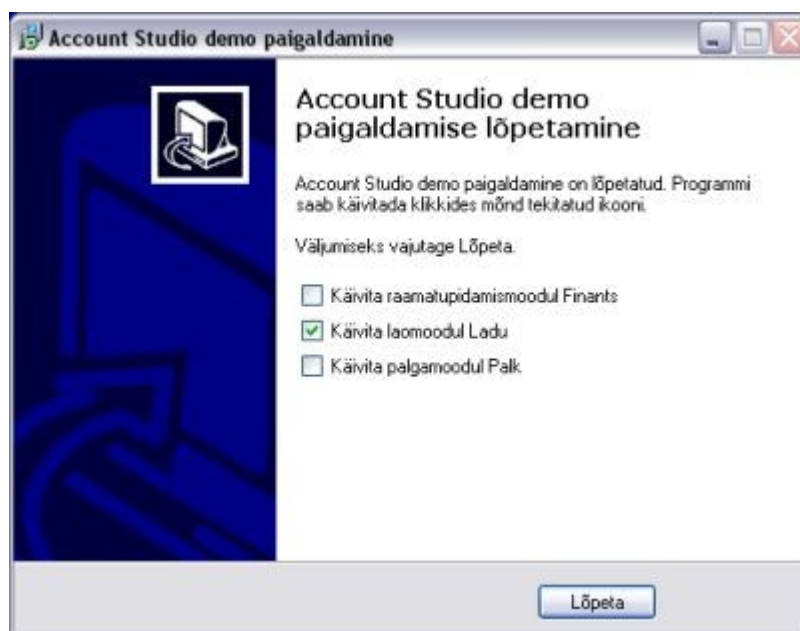 Account Studio demo paigaldamine
Account Studio demo
paigaldamise lõpetamine
Account Studio demo paigaldamine on lõpetatud. Programmi
saab käivitada klikkides mõnd tekitatud ikooni.
Väljumiseks vajutage Lõpeta.
Käivita raamatupidamismoodul Finants
Käivita laomoodul Ladu
Käivita palgamoodul Palk
Lõpeta